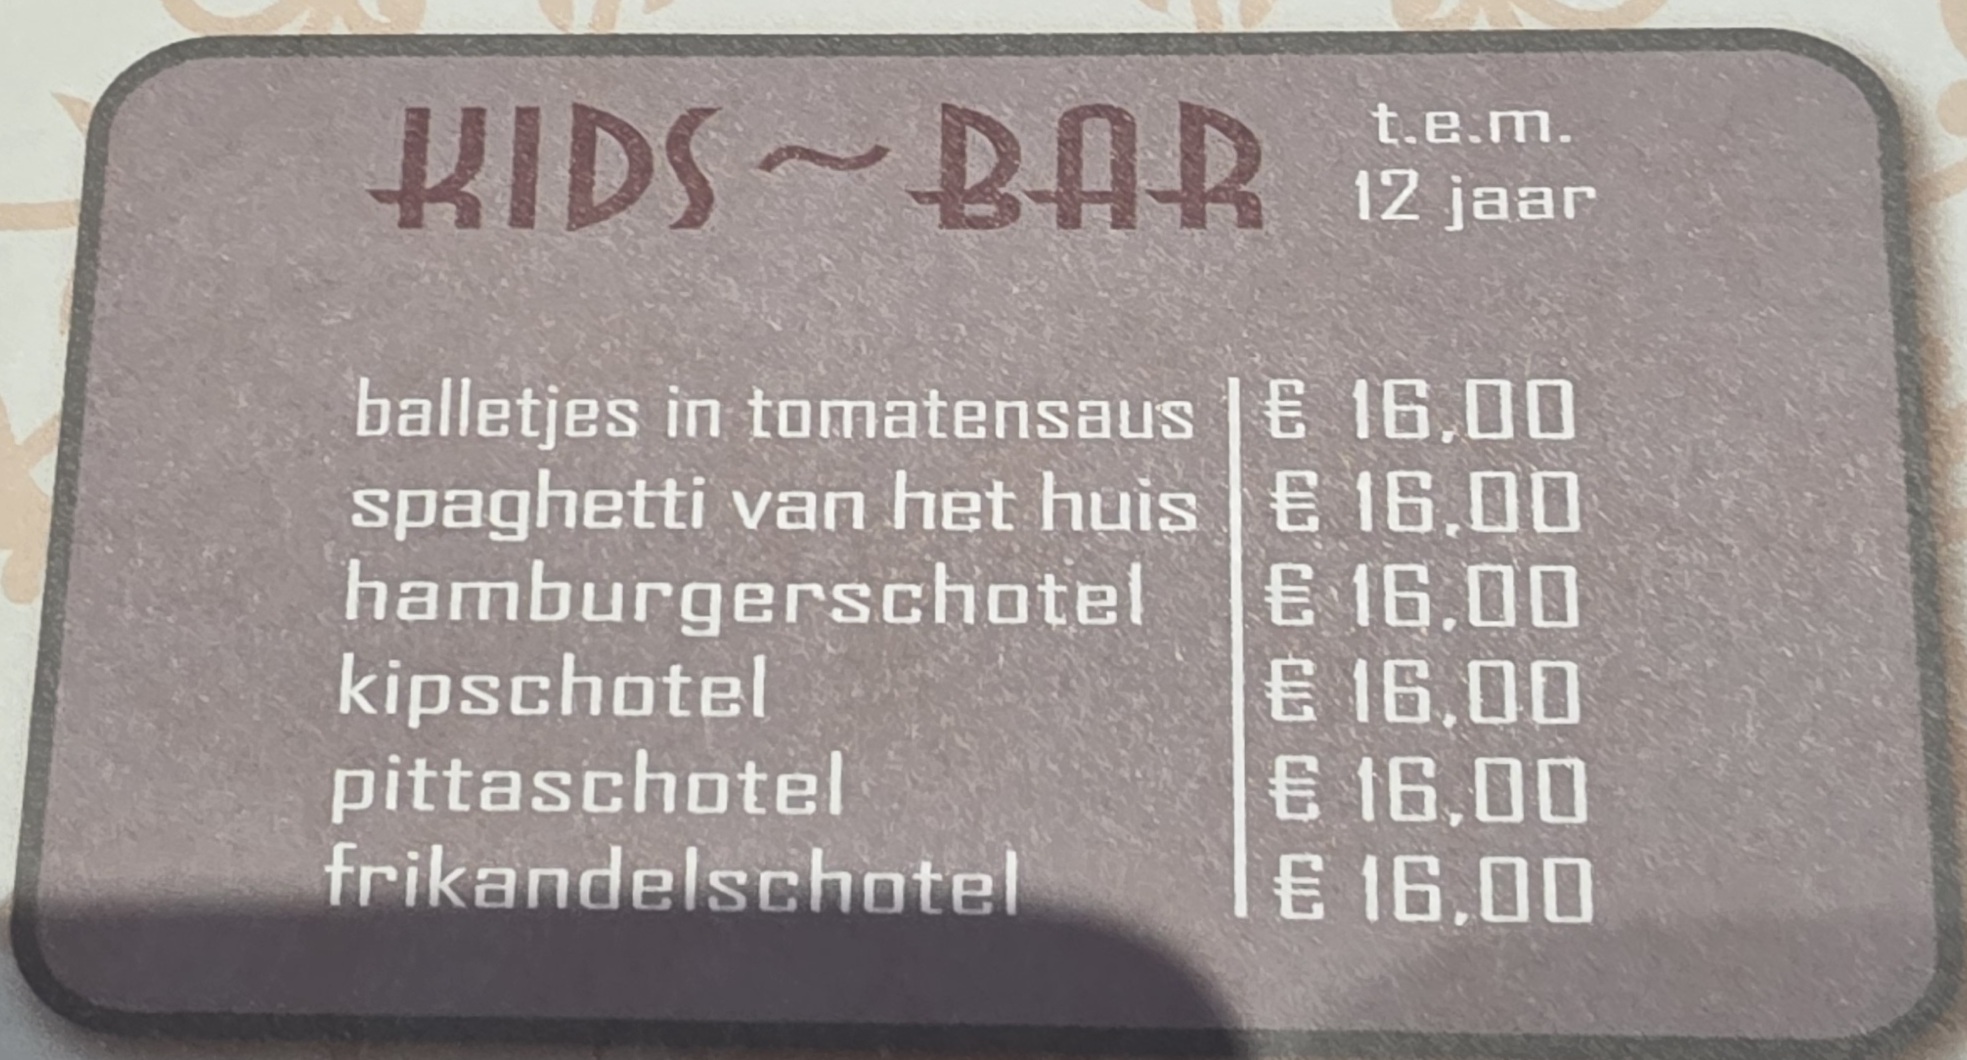 KIDS~BAR t.e.m.
12 jaar
balletjes in tomatensaus € 16,00
spaghetti van het huis € 16,00
hamburgerschotel € 16,00
kipschotel € 16,00
pittaschotel € 16,00
frikandelschotel € 16,00